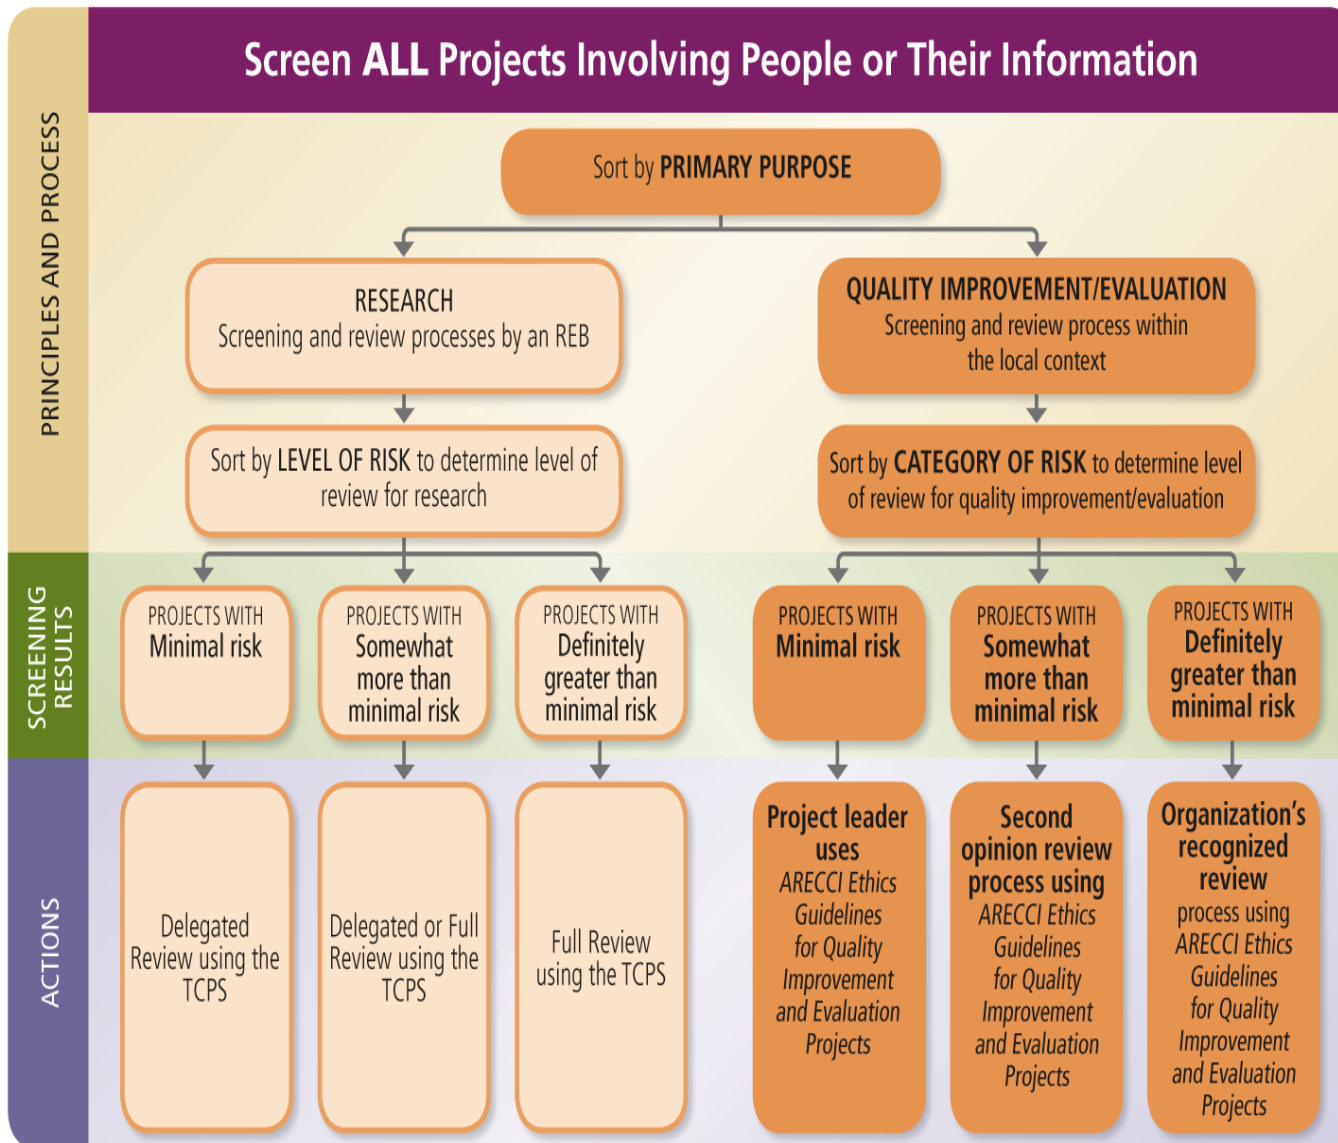 Screen ALL Projects Involving People or Their Information
PRINCIPLES AND PROCESS
Sort by PRIMARY PURPOSE
RESEARCH
Screening and review processes by an REB
QUALITY IMPROVEMENT/EVALUATION
Screening and review process within
the local context
Sort by LEVEL OF RISK to determine level of
review for research
Sort by CATEGORY OF RISK to determine level
of review for quality improvement/evaluation
SCREENING
RESULTS
PROJECTS WITH
Minimal risk
PROJECTS WITH
Somewhat
more than
minimal risk
PROJECTS WITH
Definitely
greater than
minimal risk
PROJECTS WITH
Minimal risk
PROJECTS WITH
Somewhat
more than
minimal risk
PROJECTS WITH
Definitely
greater than
minimal risk
ACTIONS
Delegated
Review using the
TCPS
Delegated or Full
Review using the
TCPS
Full Review
using the TCPS
Project leader
uses
ARECCI Ethics
Guidelines
for Quality
Improvement
and Evaluation
Projects
Second
opinion review
process using
ARECCI Ethics
Guidelines
for Quality
Improvement
and Evaluation
Projects
Organization's
recognized
review
process using
ARECCI Ethics
Guidelines
for Quality
Improvement
and Evaluation
Projects